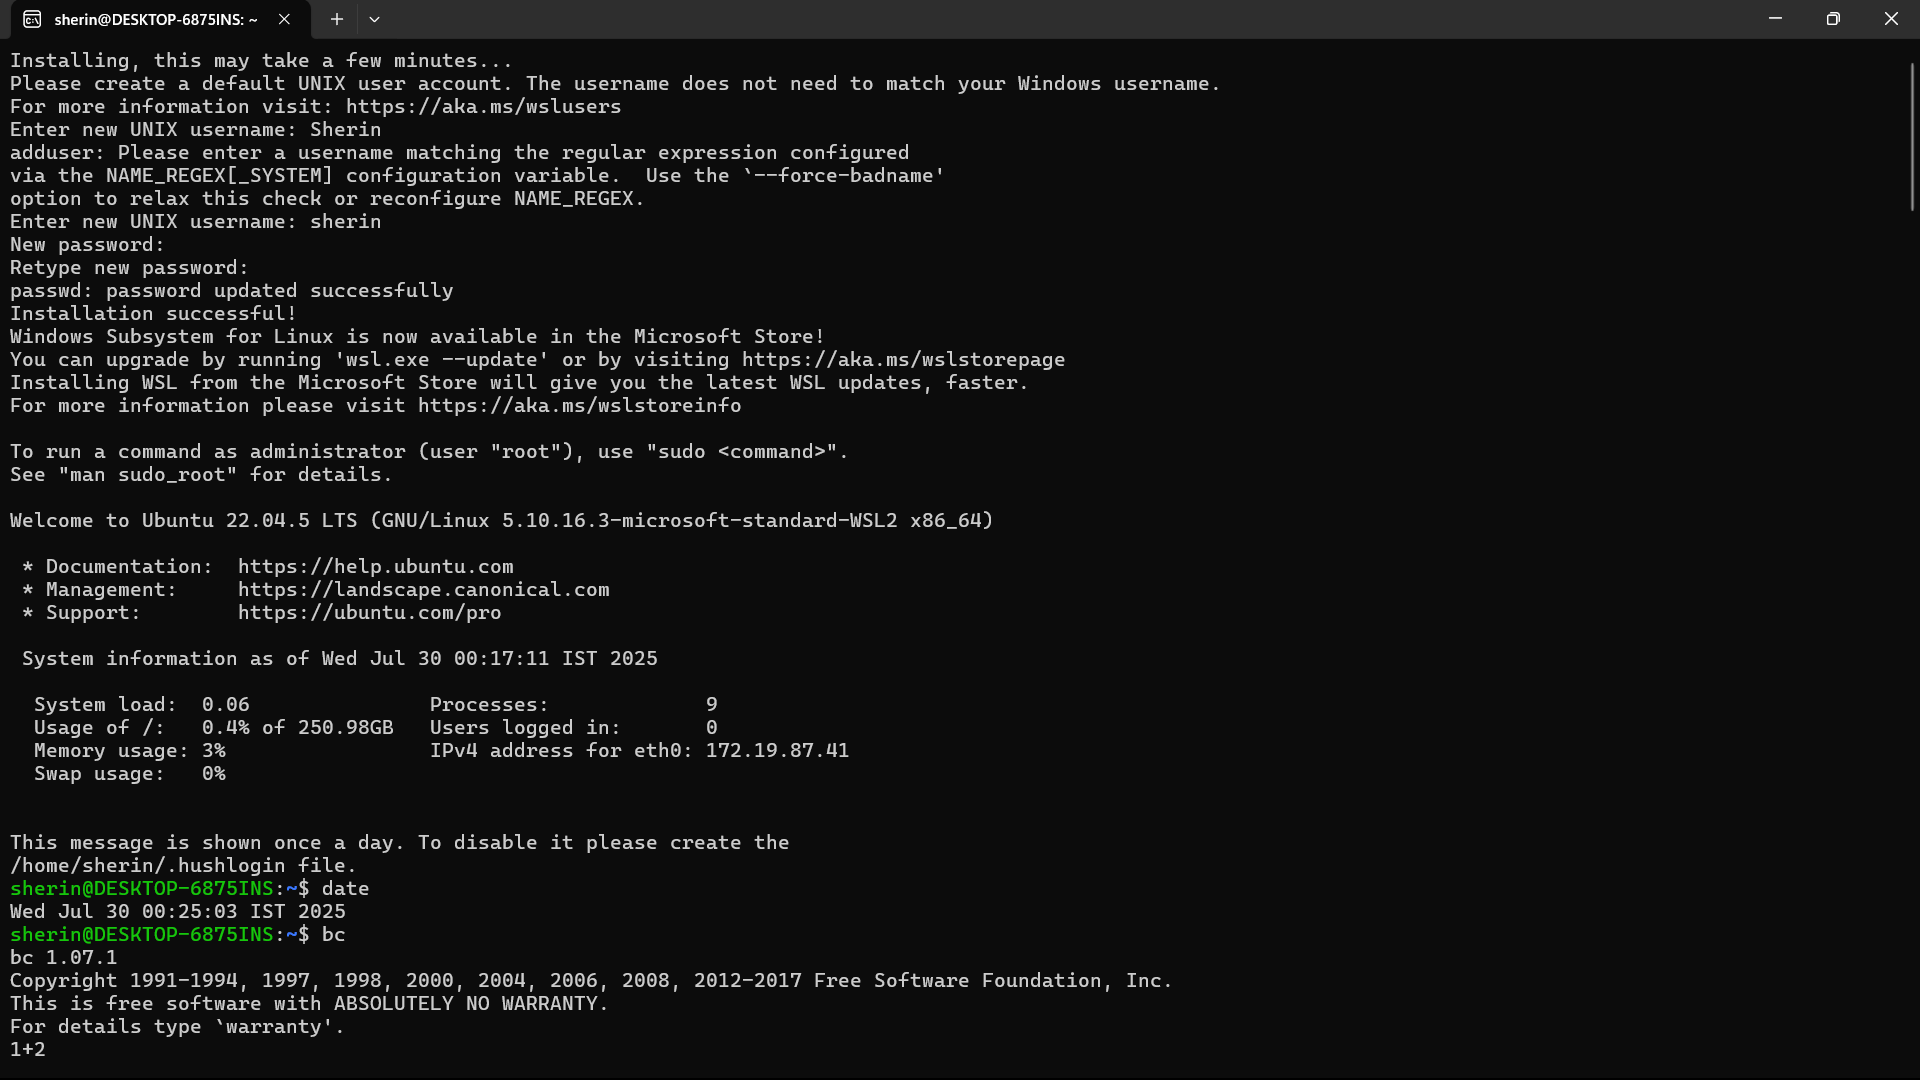 sherin@DESKTOP-6875INS: ~
Installing, this may take a few minutes...
Please create a default UNIX user account. The username does not need to match your Windows username.
For more information visit: https://aka.ms/wslusers
Enter new UNIX username: Sherin
adduser: Please enter a username matching the regular expression configured
via the NAME_REGEX[_SYSTEM] configuration variable.  Use the `--force-badname'
option to relax this check or reconfigure NAME_REGEX.
Enter new UNIX username: sherin
New password:
Retype new password:
passwd: password updated successfully
Installation successful!
Windows Subsystem for Linux is now available in the Microsoft Store!
You can upgrade by running 'wsl.exe --update' or by visiting https://aka.ms/wslstorepage
Installing WSL from the Microsoft Store will give you the latest WSL updates, faster.
For more information please visit https://aka.ms/wslstoreinfo

To run a command as administrator (user "root"), use "sudo <command>".
See "man sudo_root" for details.

Welcome to Ubuntu 22.04.5 LTS (GNU/Linux 5.10.16.3-microsoft-standard-WSL2 x86_64)

 * Documentation:  https://help.ubuntu.com
 * Management:     https://landscape.canonical.com
 * Support:        https://ubuntu.com/pro

 System information as of Wed Jul 30 00:17:11 IST 2025

  System load:  0.06               Processes:             9
  Usage of /:   0.4% of 250.98GB   Users logged in:       0
  Memory usage: 3%                 IPv4 address for eth0: 172.19.87.41
  Swap usage:   0%

This message is shown once a day. To disable it please create the
/home/sherin/.hushlogin file.
sherin@DESKTOP-6875INS:~$ date
Wed Jul 30 00:25:03 IST 2025
sherin@DESKTOP-6875INS:~$ bc
bc 1.07.1
Copyright 1991-1994, 1997, 1998, 2000, 2004, 2006, 2008, 2012-2017 Free Software Foundation, Inc.
This is free software with ABSOLUTELY NO WARRANTY.
For details type `warranty'.
1+2